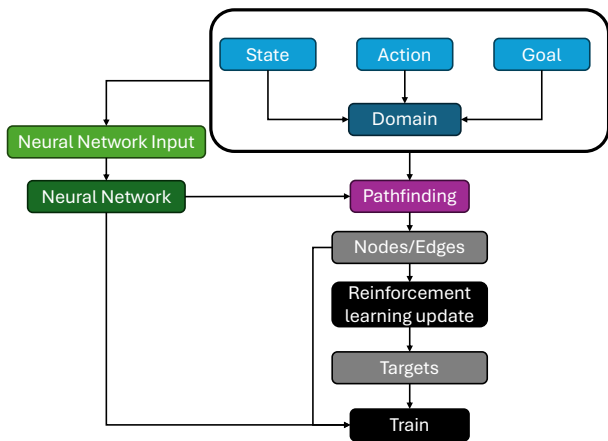 State
Action
Goal
Domain
Neural Network Input
Neural Network
Pathfinding
Nodes/Edges
Reinforcement
learning update
Targets
Train